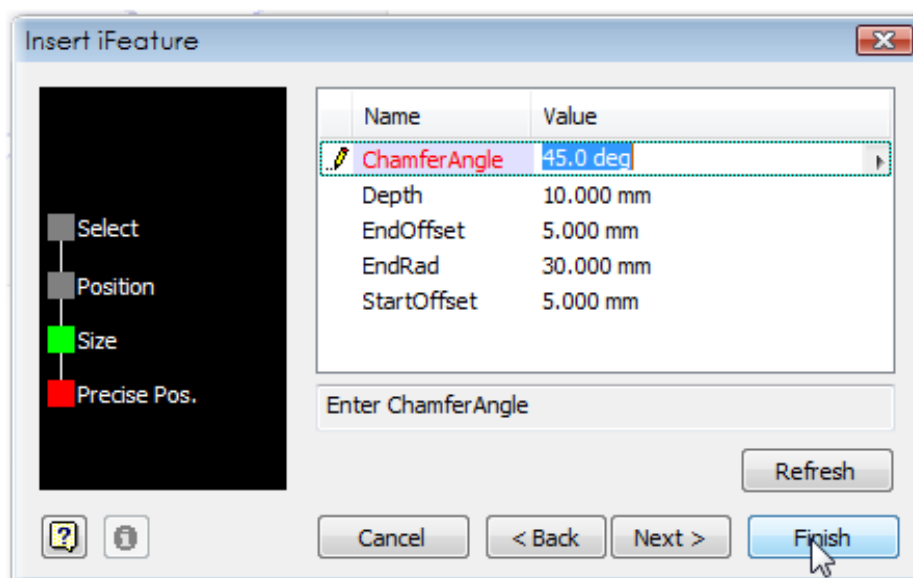 Insert iFeature
Name Value
ChamferAngle 45.0 deg
Depth 10.000 mm
EndOffset 5.000 mm
EndRad 30.000 mm
StartOffset 5.000 mm
Select
Position
Size
Precise Pos.
Enter ChamferAngle
Refresh
Cancel < Back Next > Finish